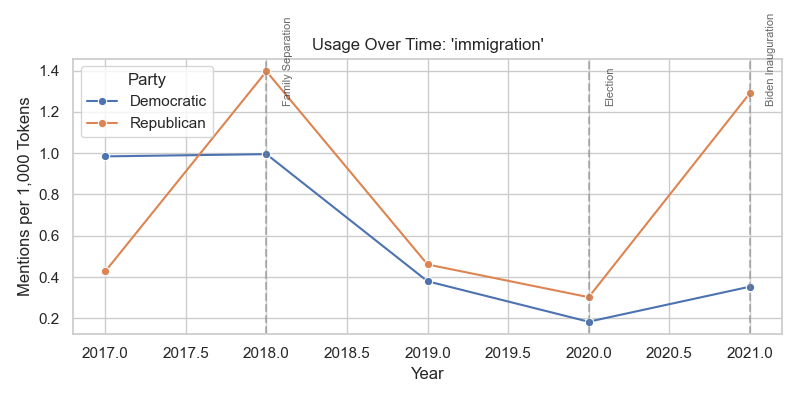 Usage Over Time: 'immigration'
Family Separation
Election
Biden Inauguration
Party
Democratic
Republican
Mentions per 1,000 Tokens
1.4
1.2
1.0
0.8
0.6
0.4
0.2
2017.0 2017.5 2018.0 2018.5 2019.0 2019.5 2020.0 2020.5 2021.0
Year